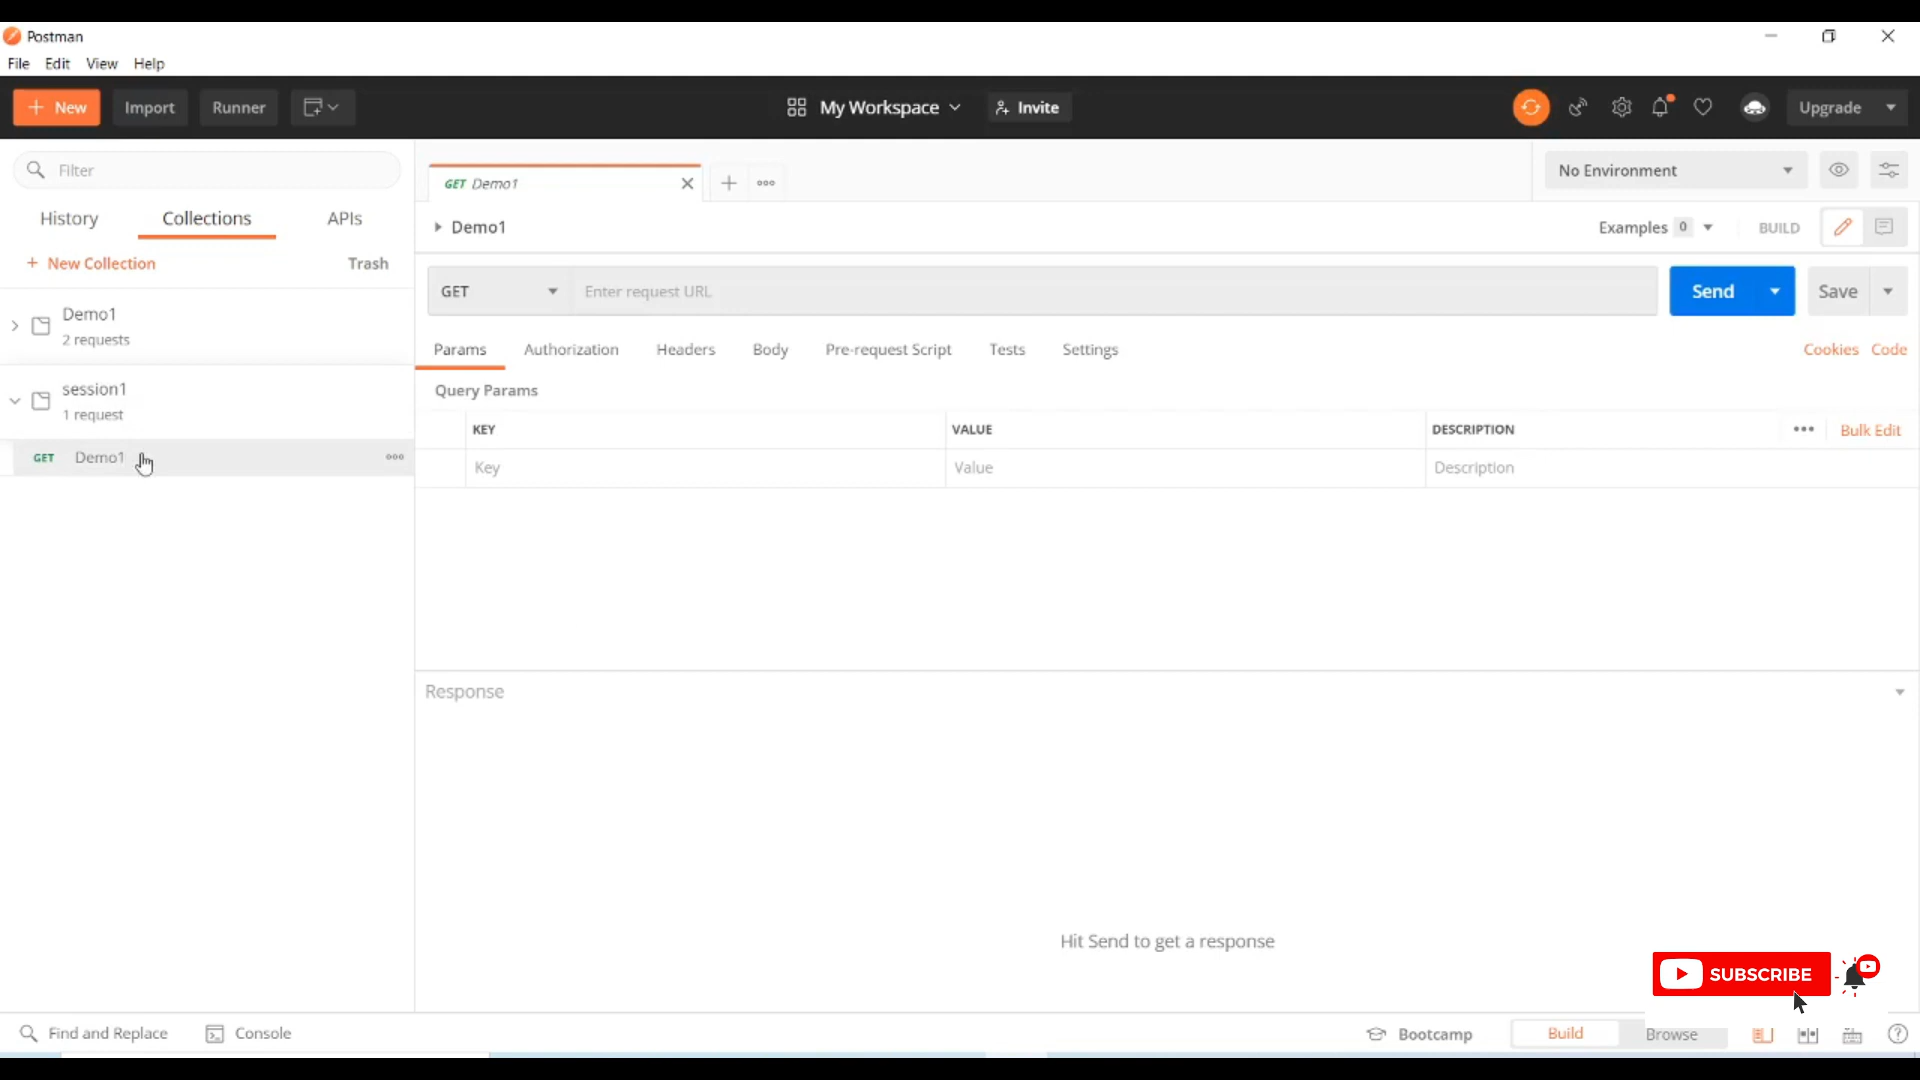 Postman
File Edit View Help
+ New Import Runner My Workspace Invite Upgrade
Filter
History Collections APIs
+ New Collection Trash
Demo1
2 requests
session1
1 request
GET Demo1
GET Demo1
No Environment
Demo1
Examples 0 BUILD
GET Enter request URL Send Save
Params Authorization Headers Body Pre-request Script Tests Settings Cookies Code
Query Params
KEY VALUE DESCRIPTION Bulk Edit
Key Value Description
Response
Hit Send to get a response
SUBSCRIBE
Find and Replace Console Bootcamp Build Browse